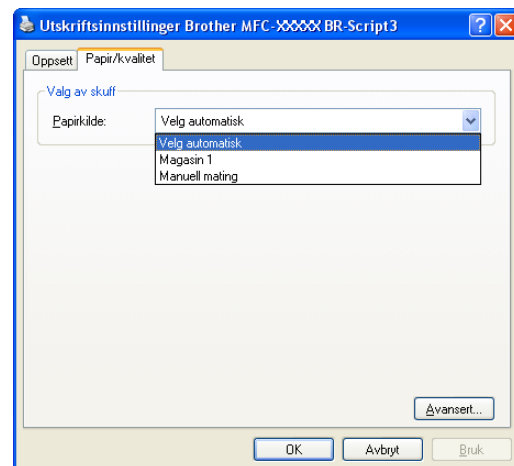 Utskriftsinnstillinger Brother MFC-XXXXX BR-Script3
Oppsett Papir/kvalitet
Valg av skuff
Papirkilde: Velg automatisk
Velg automatisk
Magasin 1
Manuell mating
Avansert...
OK Avbryt Bruk